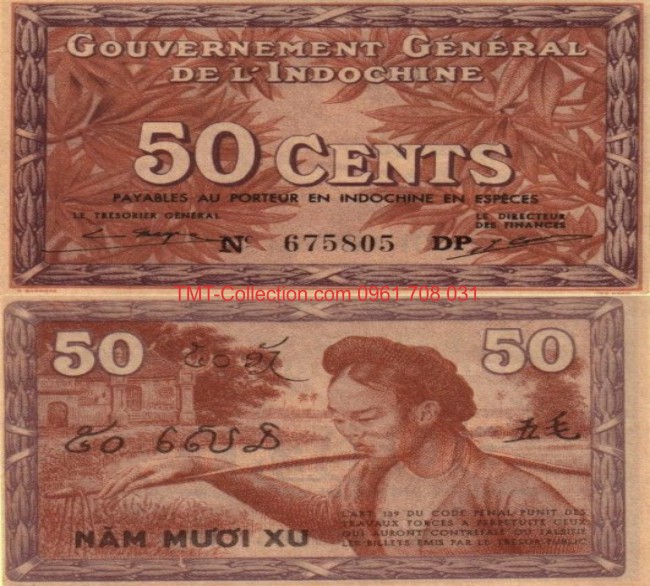 GOUVERNEMENT GÉNÉRAL
DE L'INDOCHINE
50 CENTS
PAYABLES AU PORTEUR EN INDOCHINE EN ESPÈCES
LE TRÉSORIER GÉNÉRAL
LE DIRECTEUR
DES FINANCES
No 675805 DP
TMT-Collection.com 0961 708 031
50
50
五毛
NĂM MƯƠI XU
L'ART. 139 DU CODE PENAL PUNIT DES
TRAVAUX FORCÉS A PERPÉTUITÉ CEUX
QUI AURONT CONTREFAIT OU FALSIFIÉ
LES BILLETS ÉMIS PAR LE TRÉSOR PUBLIC